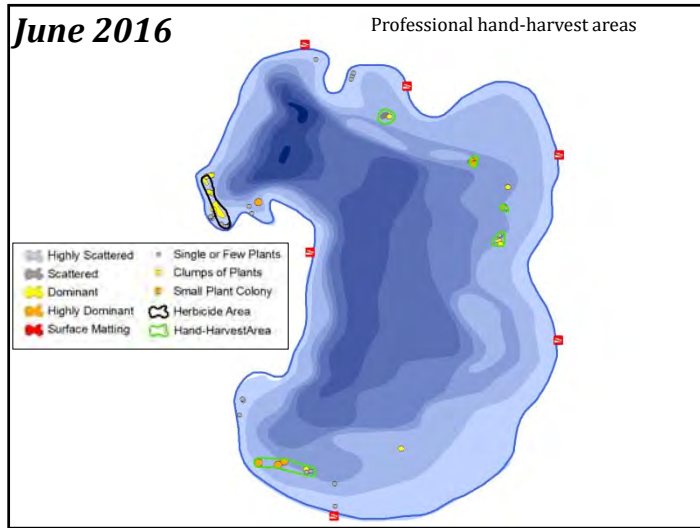 June 2016
Professional hand-harvest areas
Highly Scattered
Scattered
Dominant
Highly Dominant
Surface Matting
Single or Few Plants
Clumps of Plants
Small Plant Colony
Herbicide Area
Hand-HarvestArea